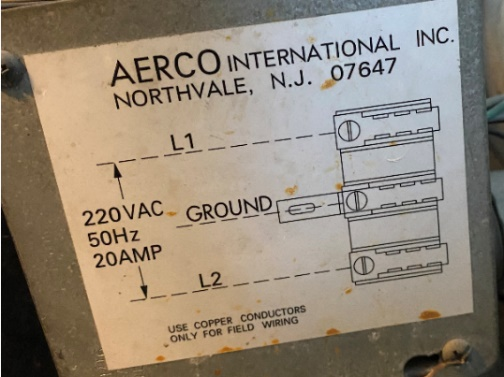 AERCO INTERNATIONAL INC.
NORTHVALE, N.J. 07647
L1
220VAC
50Hz
20AMP
GROUND
L2
USE COPPER CONDUCTORS
ONLY FOR FIELD WIRING